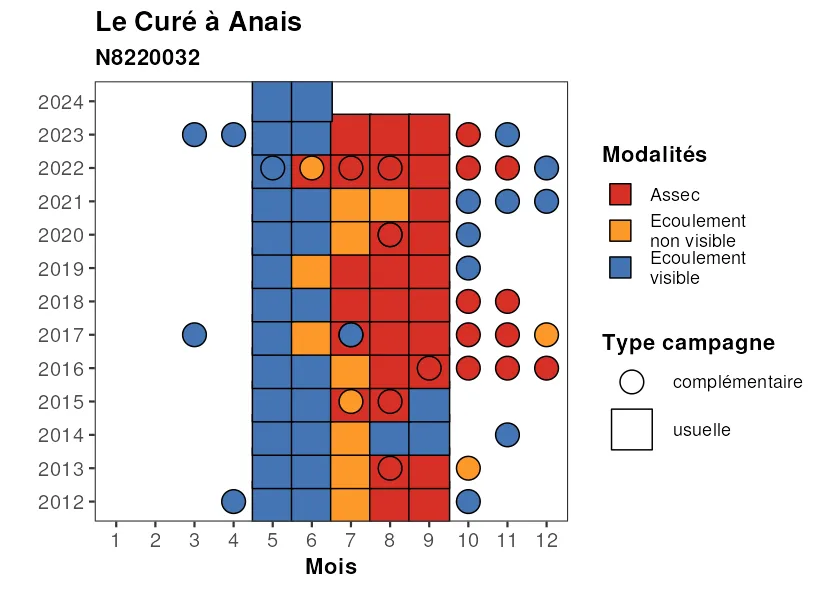 Le Curé à Anais
N8220032
2024
2023
2022
2021
2020
2019
2018
2017
2016
2015
2014
2013
2012
1 2 3 4 5 6 7 8 9 10 11 12
Mois
Modalités
Assec
Ecoulement
non visible
Ecoulement
visible
Type campagne
complémentaire
usuelle